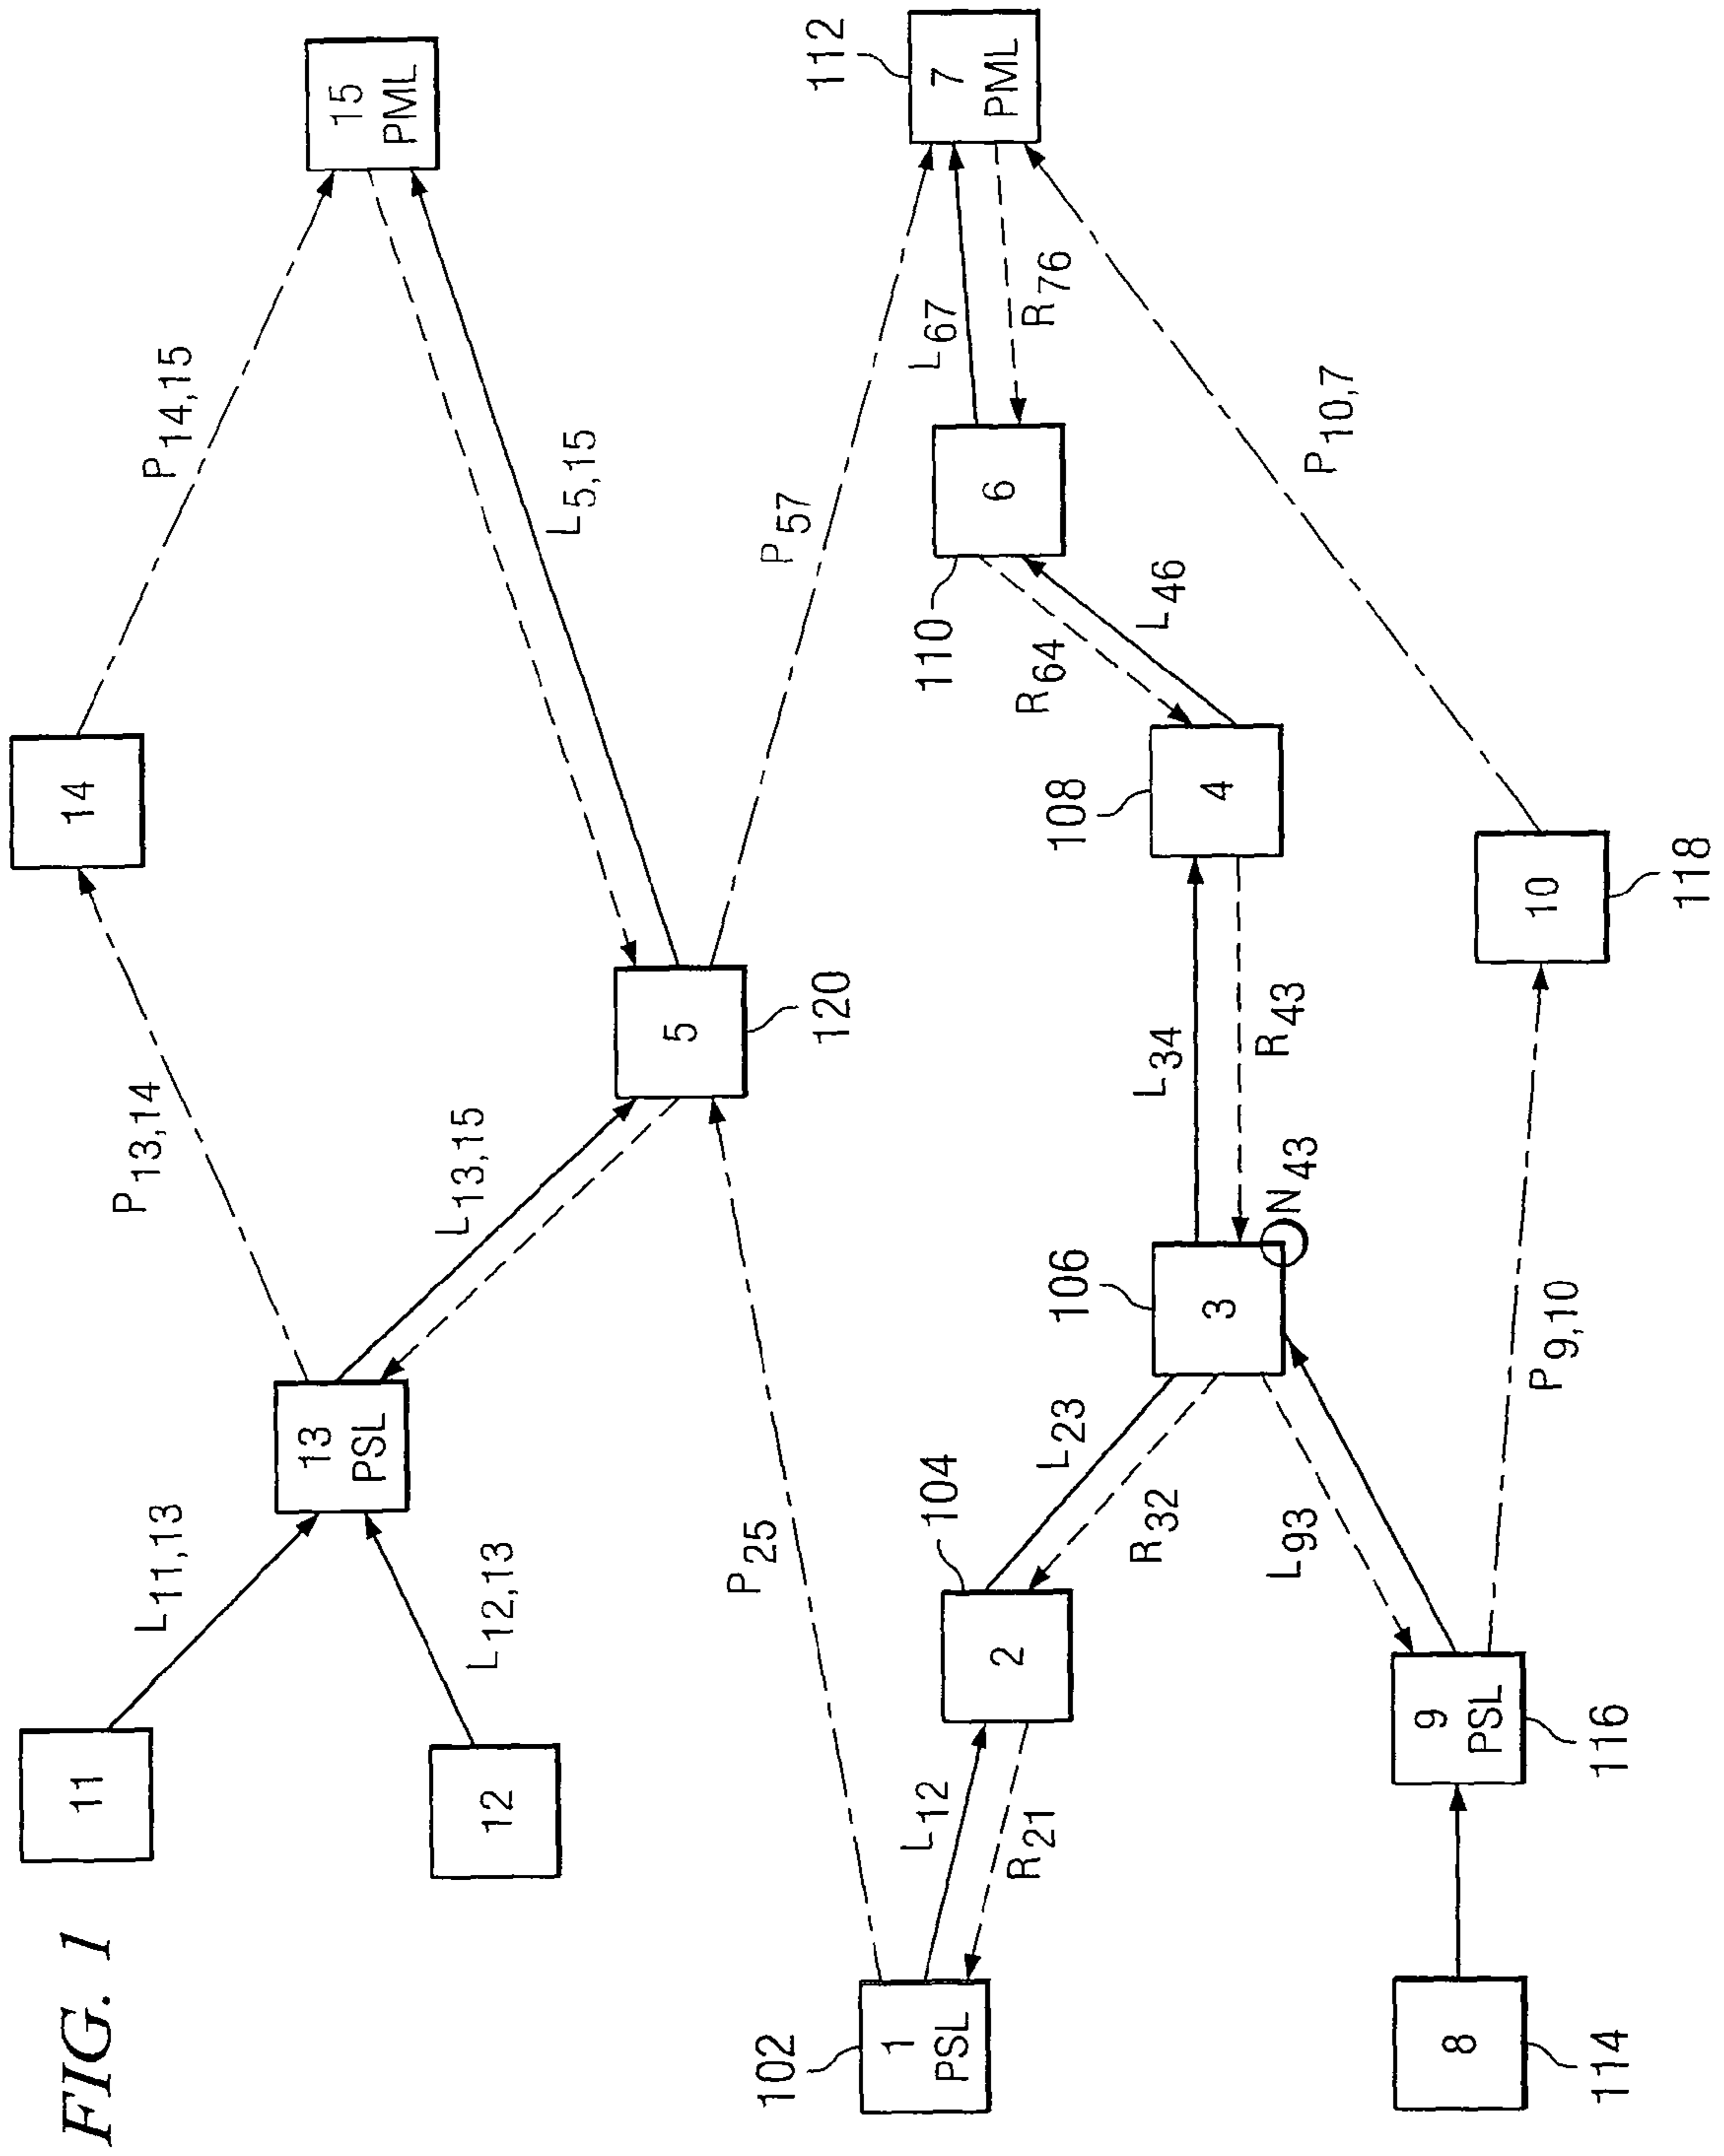 FIG. 1
11
L11,13
12
L12,13
13
PSL
P13,14
14
P14,15
15
PML
L13,15
L5,15
5
120
P25
P57
102
1
PSL
L12
R21
104
2
L23
R32
106
3
N43
L34
R43
108
4
R64
L46
110
6
L67
R76
112
7
PML
114
8
116
9
PSL
L93
P9,10
10
118
P10,7